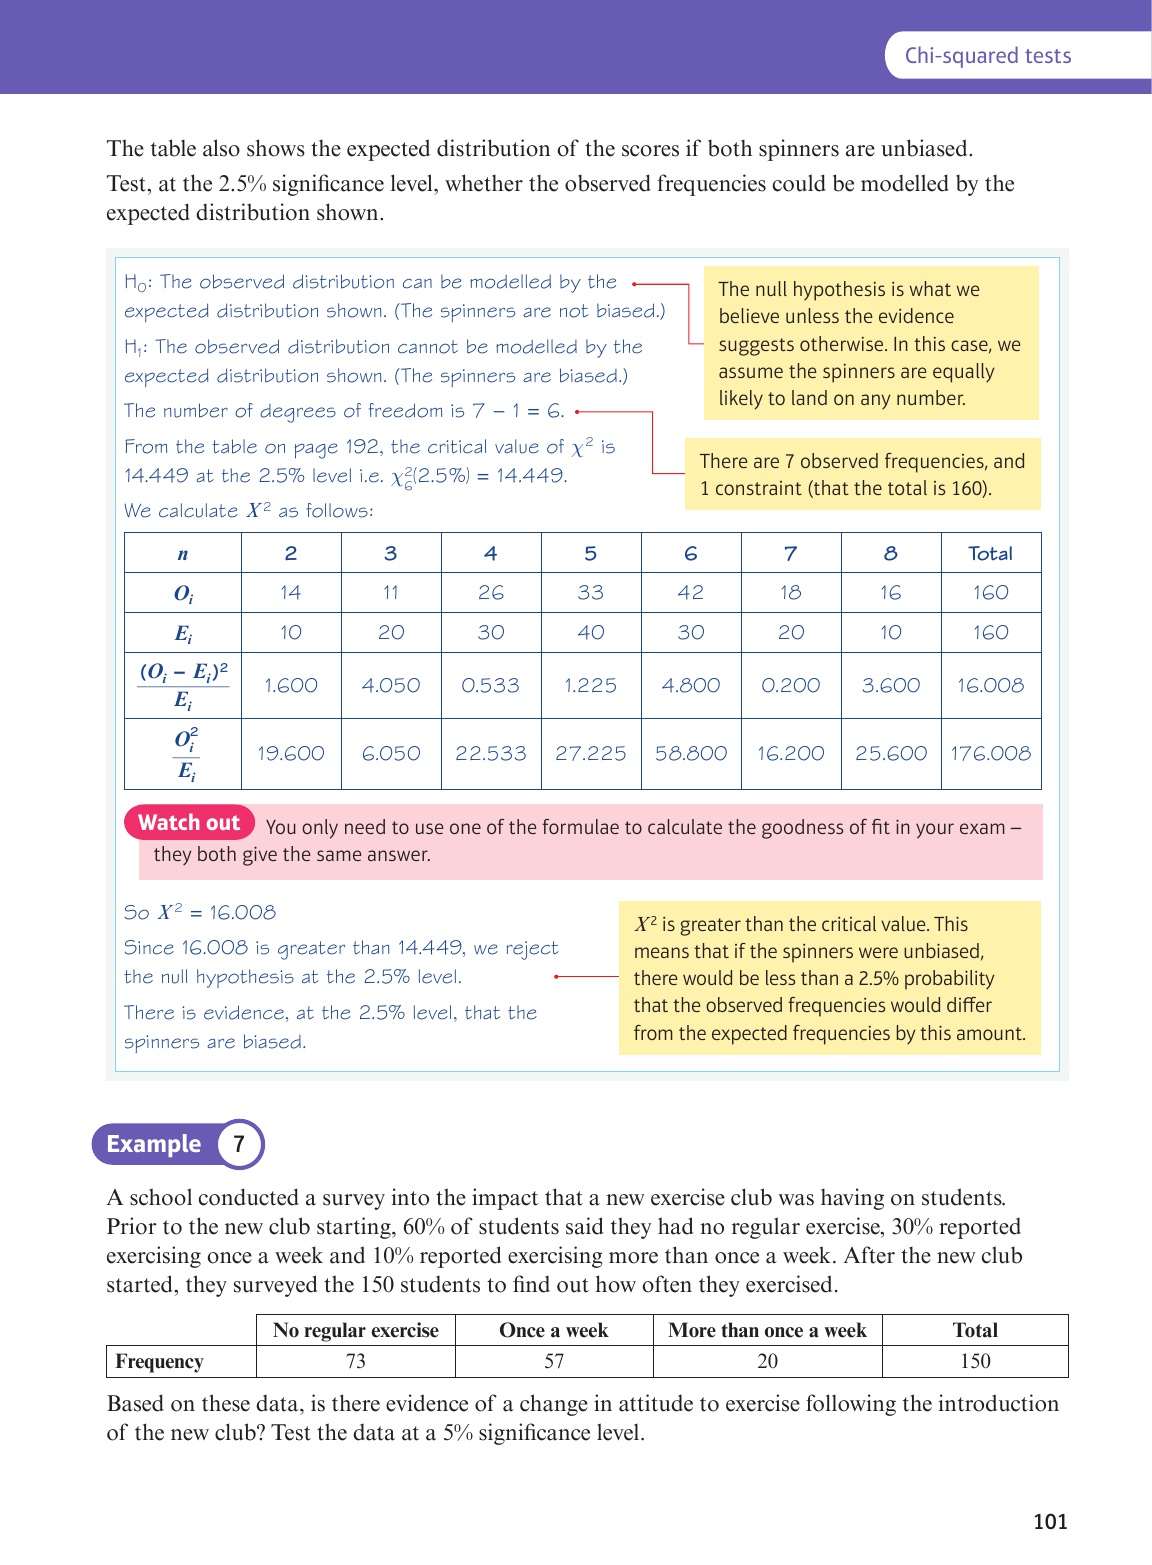 Chi-squared tests
The table also shows the expected distribution of the scores if both spinners are unbiased.
Test, at the 2.5% significance level, whether the observed frequencies could be modelled by the
expected distribution shown.
H₀: The observed distribution can be modelled by the
expected distribution shown. (The spinners are not biased.)
H₁: The observed distribution cannot be modelled by the
expected distribution shown. (The spinners are biased.)
The number of degrees of freedom is 7 − 1 = 6.
From the table on page 192, the critical value of χ² is
14.449 at the 2.5% level i.e. χ²₆(2.5%) = 14.449.
We calculate X² as follows:
The null hypothesis is what we
believe unless the evidence
suggests otherwise. In this case, we
assume the spinners are equally
likely to land on any number.
There are 7 observed frequencies, and
1 constraint (that the total is 160).
n 2 3 4 5 6 7 8 Total
Oᵢ 14 11 26 33 42 18 16 160
Eᵢ 10 20 30 40 30 20 10 160
(Oᵢ − Eᵢ)²/Eᵢ 1.600 4.050 0.533 1.225 4.800 0.200 3.600 16.008
Oᵢ²/Eᵢ 19.600 6.050 22.533 27.225 58.800 16.200 25.600 176.008
Watch out You only need to use one of the formulae to calculate the goodness of fit in your exam –
they both give the same answer.
So X² = 16.008
Since 16.008 is greater than 14.449, we reject
the null hypothesis at the 2.5% level.
There is evidence, at the 2.5% level, that the
spinners are biased.
X² is greater than the critical value. This
means that if the spinners were unbiased,
there would be less than a 2.5% probability
that the observed frequencies would differ
from the expected frequencies by this amount.
Example 7
A school conducted a survey into the impact that a new exercise club was having on students.
Prior to the new club starting, 60% of students said they had no regular exercise, 30% reported
exercising once a week and 10% reported exercising more than once a week. After the new club
started, they surveyed the 150 students to find out how often they exercised.
No regular exercise Once a week More than once a week Total
Frequency 73 57 20 150
Based on these data, is there evidence of a change in attitude to exercise following the introduction
of the new club? Test the data at a 5% significance level.
101